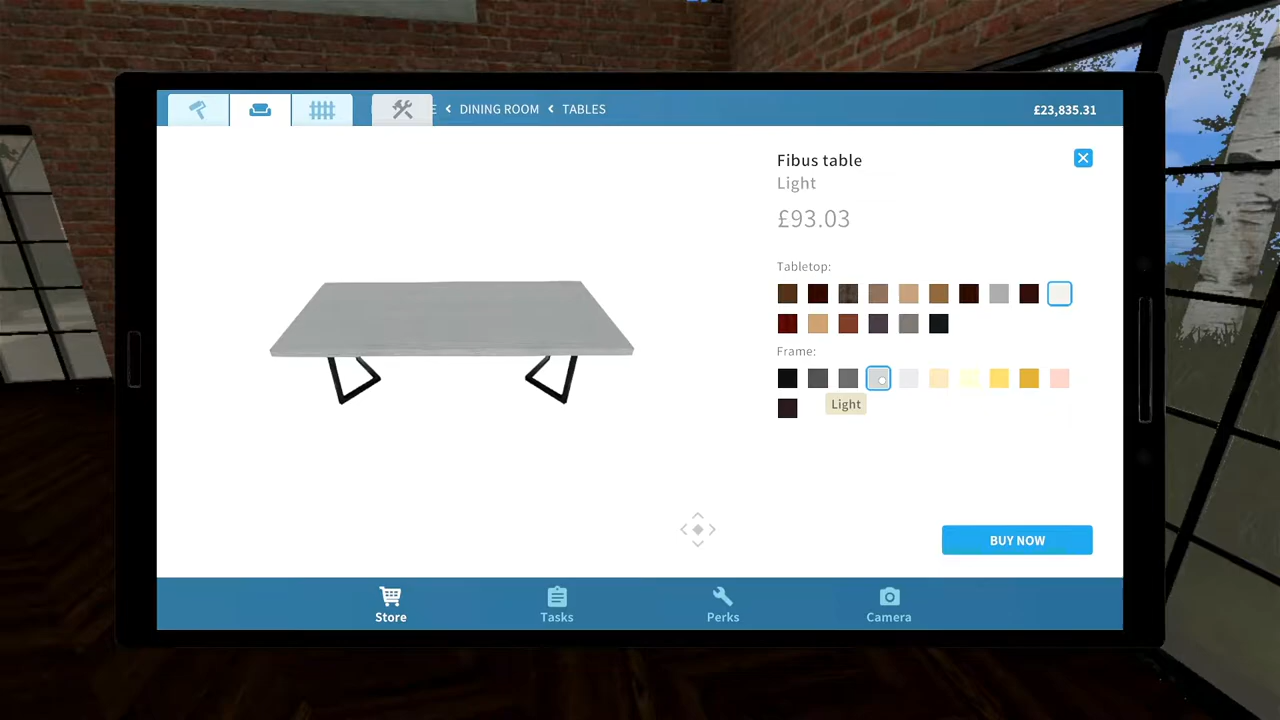 E < DINING ROOM < TABLES
£23,835.31
Fibus table
Light
£93.03
Tabletop:
Frame:
Light
BUY NOW
Store
Tasks
Perks
Camera